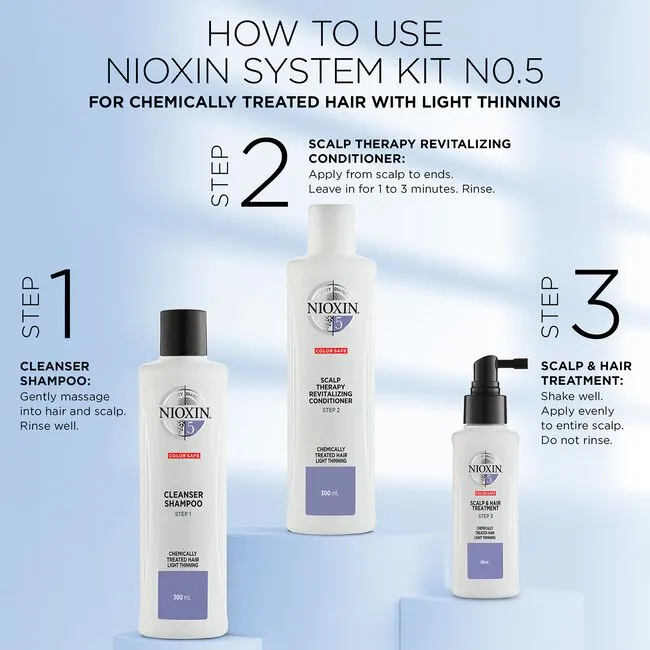 HOW TO USE
NIOXIN SYSTEM KIT NO.5
FOR CHEMICALLY TREATED HAIR WITH LIGHT THINNING
STEP 1
CLEANSER
SHAMPOO:
Gently massage
into hair and scalp.
Rinse well.
STEP 2
SCALP THERAPY REVITALIZING
CONDITIONER:
Apply from scalp to ends.
Leave in for 1 to 3 minutes. Rinse.
STEP 3
SCALP & HAIR
TREATMENT:
Shake well.
Apply evenly
to entire scalp.
Do not rinse.
NIOXIN
5
COLOR SAFE
CLEANSER
SHAMPOO
STEP 1
CHEMICALLY
TREATED HAIR
LIGHT THINNING
300 mL
NIOXIN
5
COLOR SAFE
SCALP
THERAPY
REVITALIZING
CONDITIONER
STEP 2
CHEMICALLY
TREATED HAIR
LIGHT THINNING
300 mL
NIOXIN
5
COLOR SAFE
SCALP & HAIR
TREATMENT
STEP 3
CHEMICALLY
TREATED HAIR
LIGHT THINNING
100 mL